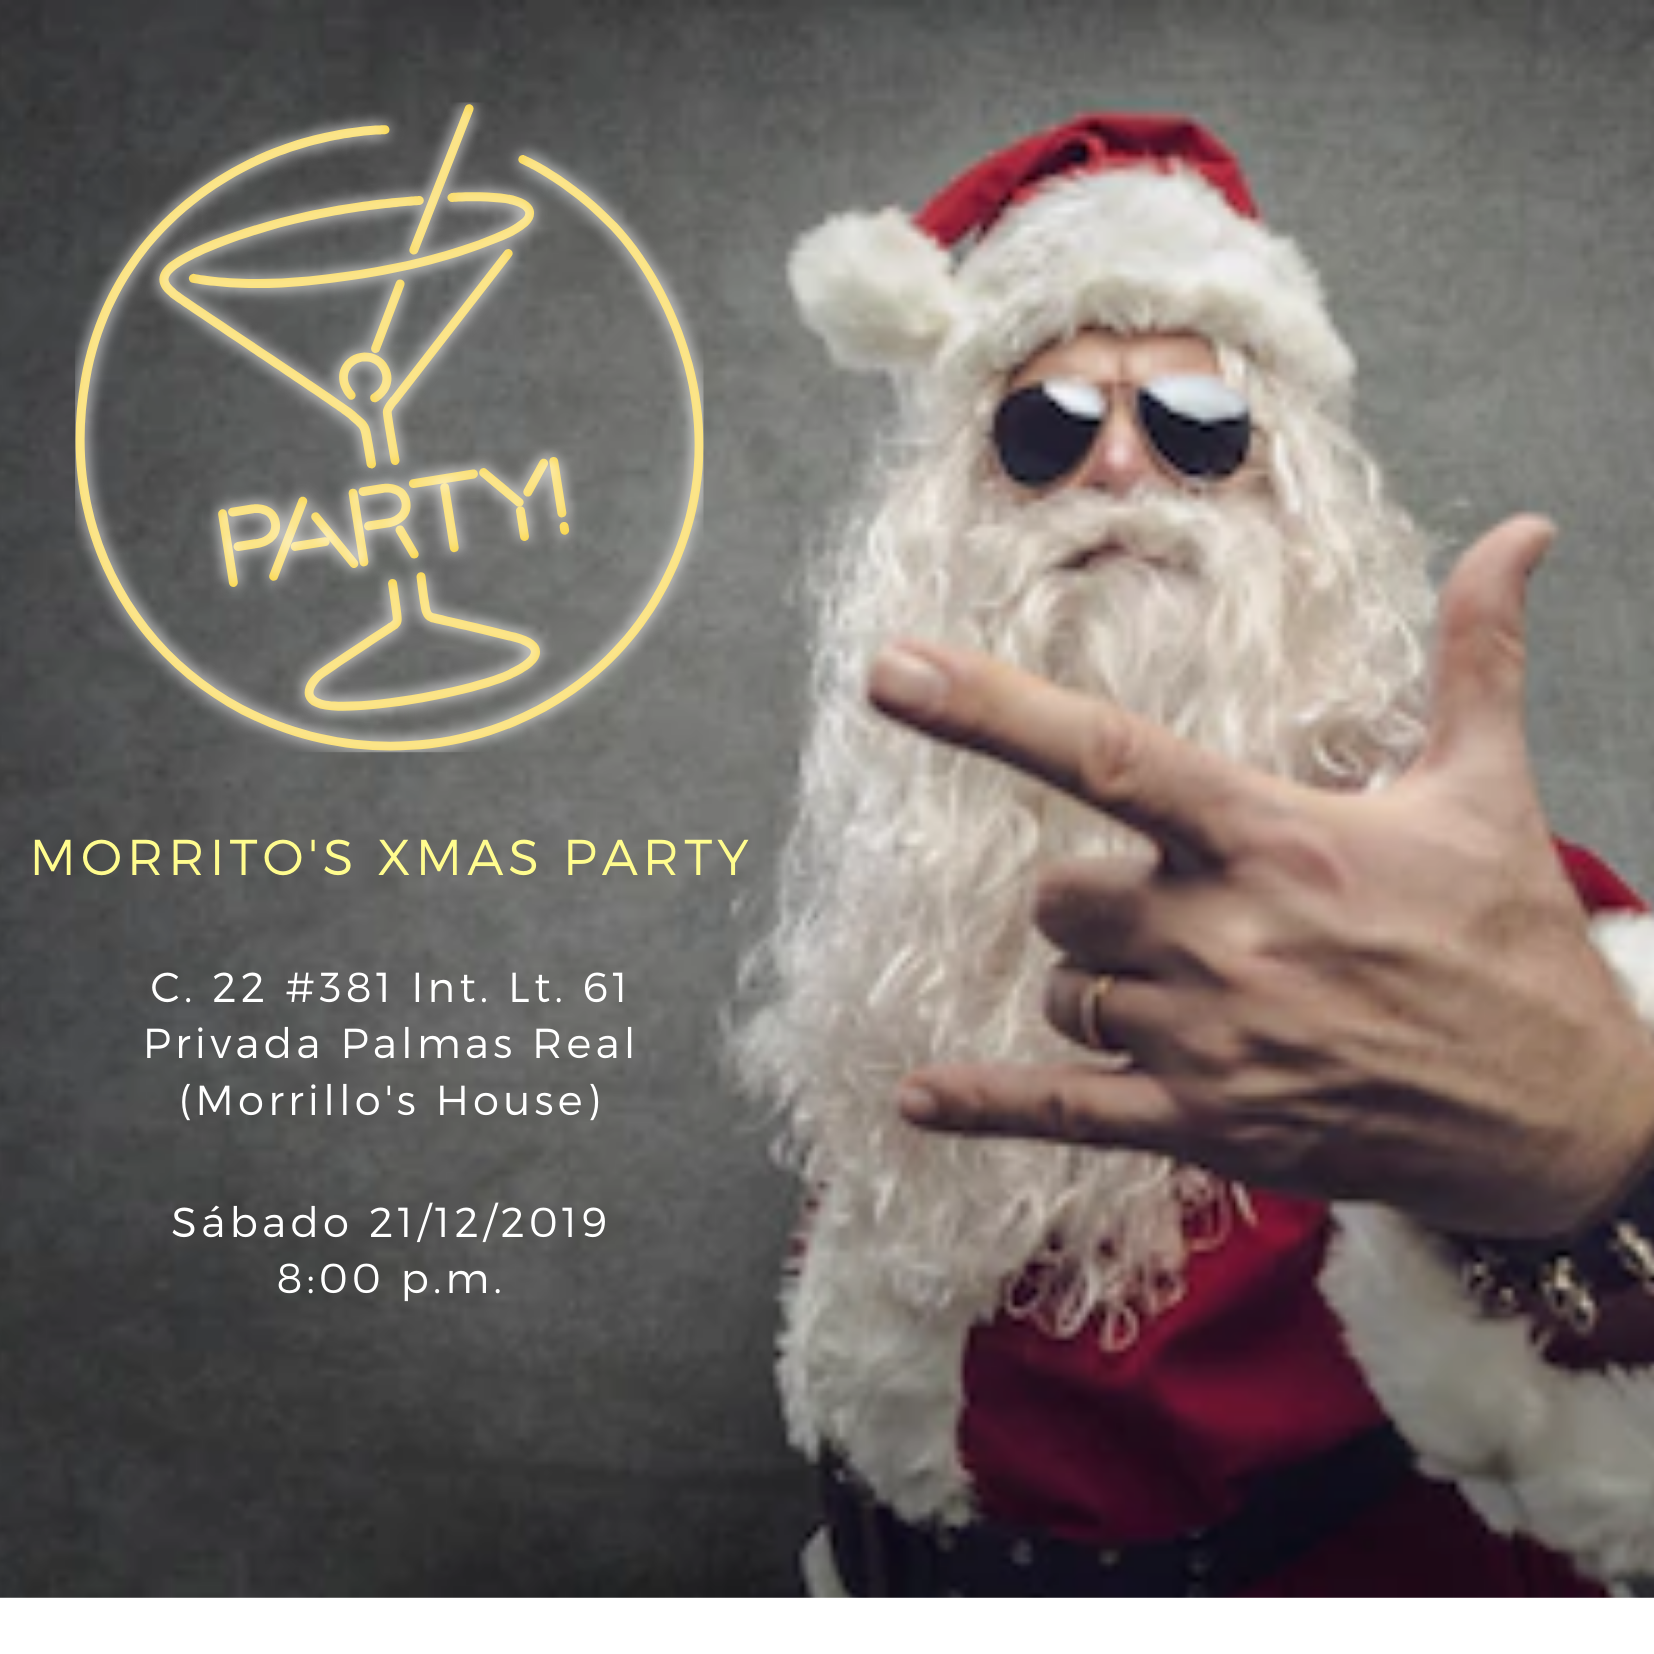 PARTY!
MORRITO'S XMAS PARTY
C. 22 #381 Int. Lt. 61
Privada Palmas Real
(Morrillo's House)
Sábado 21/12/2019
8:00 p.m.